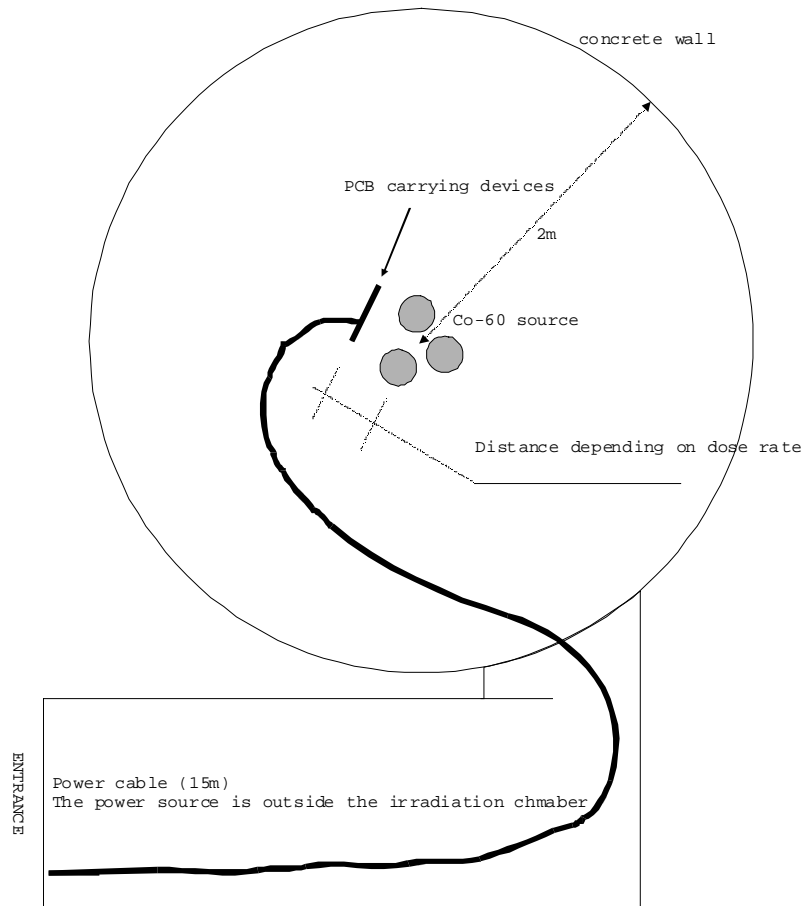 concrete wall
PCB carrying devices
2m
Co-60 source
Distance depending on dose rate
ENTRANCE
Power cable (15m)
The power source is outside the irradiation chmaber